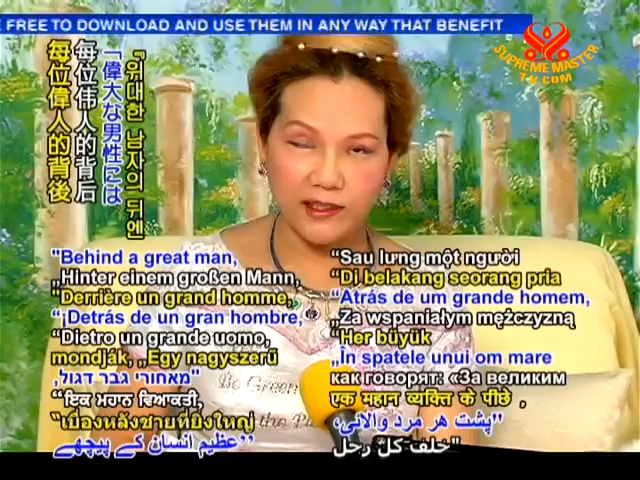 FREE TO DOWNLOAD AND USE THEM IN ANY WAY THAT BENEFIT
SUPREME MASTER
TV.COM
『위대한 남자의 뒤엔
「偉大な男性には
每位伟人的背后
每位偉人的背後
"Behind a great man,
„Hinter einem großen Mann,
"Derrière un grand homme,
"¡Detrás de un gran hombre,
"Dietro un grande uomo,
mondják, „Egy nagyszerű
"מאחורי גבר דגול,
"ਇਕ ਮਹਾਨ ਵਿਆਕਤੀ,
"เบื้องหลังชายที่ยิ่งใหญ่
”عظیم انسان کے پیچھے
“Sau lưng một người
“Di belakang seorang pria
“Atrás de um grande homem,
„Za wspaniałym mężczyzną
“Her büyük
„În spatele unui om mare
как говорят: «За великим
एक महान व्यक्ति के पीछे ,
"پشت هر مرد والائی،
"خلف كل رجل
Be Green
the Pl